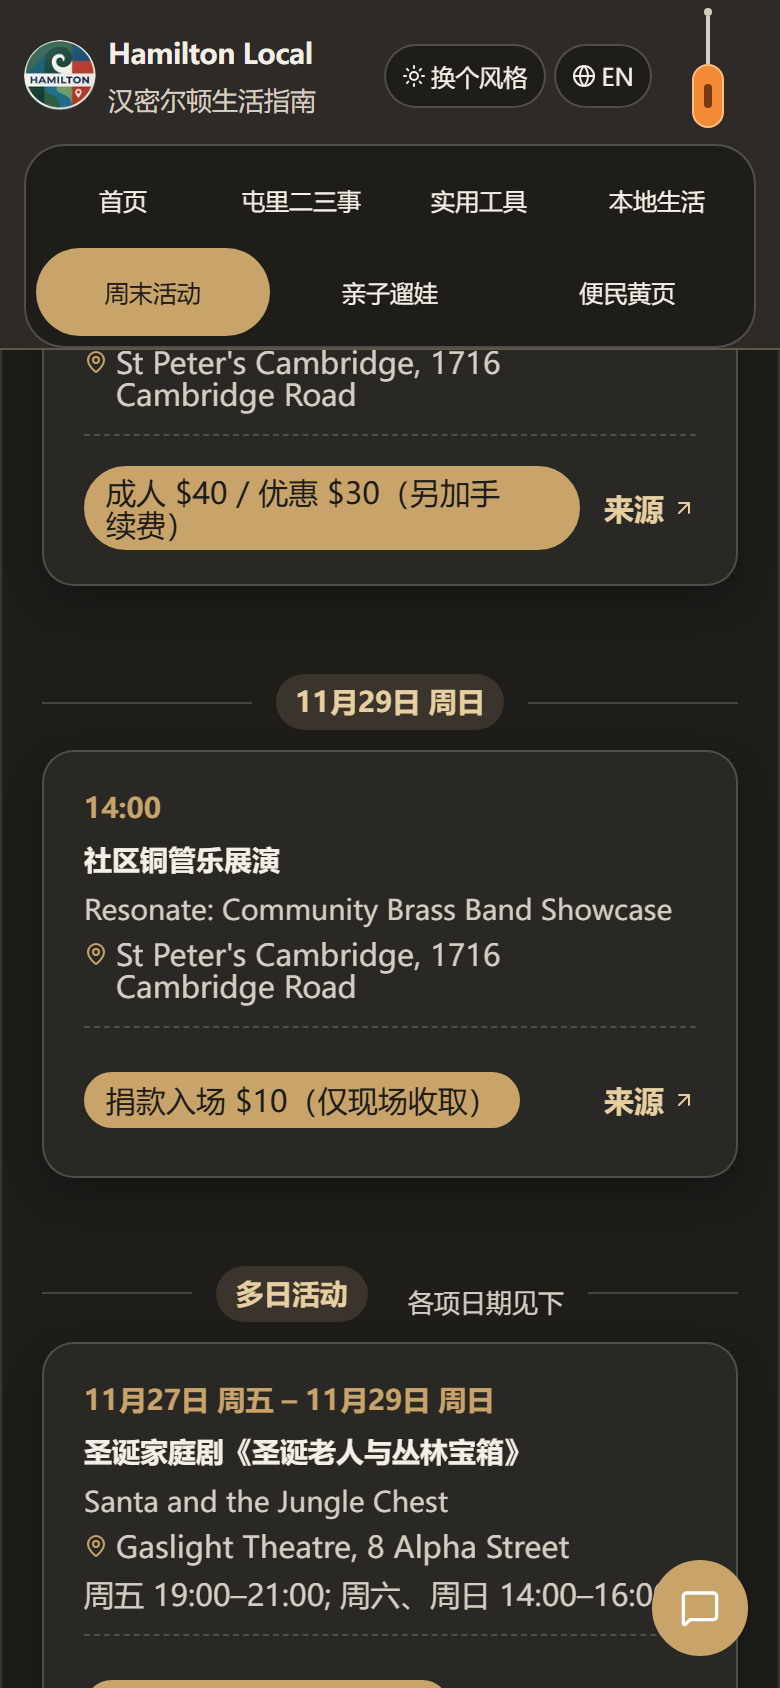 HAMILTON
Hamilton Local
汉密尔顿生活指南
换个风格
EN
首页
屯里二三事
实用工具
本地生活
周末活动
亲子遛娃
便民黄页
St Peter's Cambridge, 1716
Cambridge Road
成人 $40 / 优惠 $30（另加手
续费）
来源
11月29日 周日
14:00
社区铜管乐展演
Resonate: Community Brass Band Showcase
St Peter's Cambridge, 1716
Cambridge Road
捐款入场 $10（仅现场收取）
来源
多日活动
各项日期见下
11月27日 周五 – 11月29日 周日
圣诞家庭剧《圣诞老人与丛林宝箱》
Santa and the Jungle Chest
Gaslight Theatre, 8 Alpha Street
周五 19:00–21:00; 周六、周日 14:00–16:0